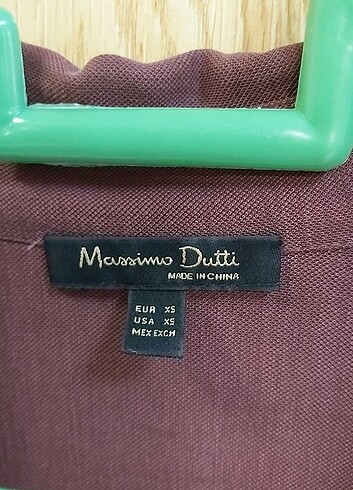 Massimo Dutti
MADE IN CHINA
EUR XS
USA XS
MEX EXCH